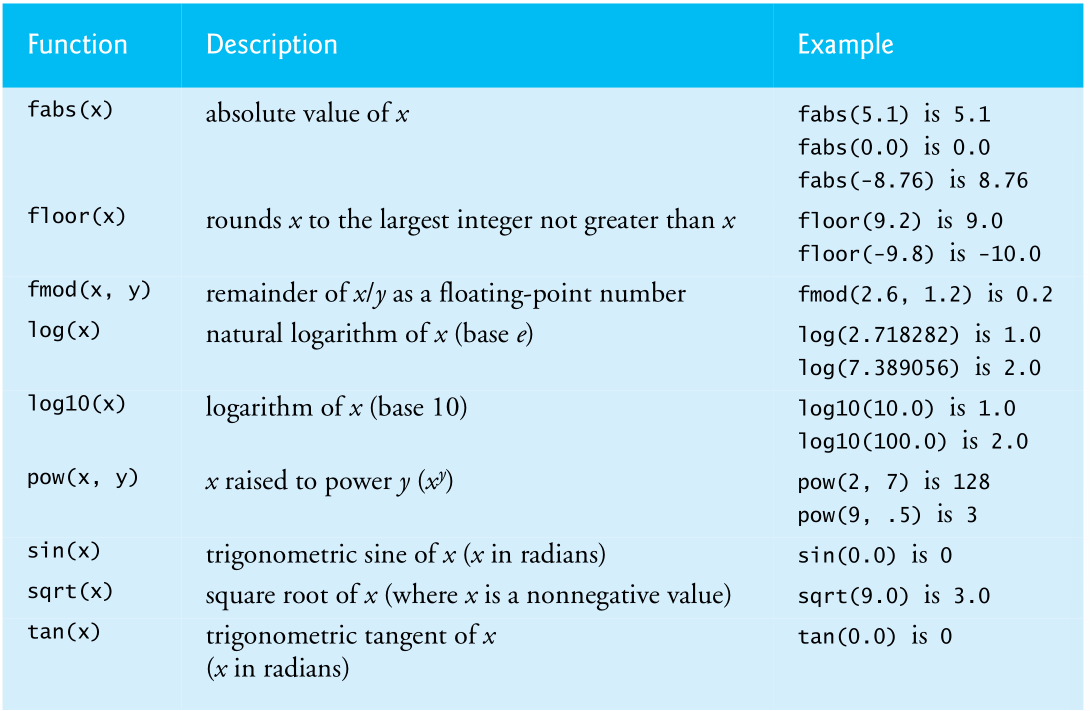 Function Description Example
fabs(x) absolute value of x fabs(5.1) is 5.1
fabs(0.0) is 0.0
fabs(-8.76) is 8.76
floor(x) rounds x to the largest integer not greater than x floor(9.2) is 9.0
floor(-9.8) is -10.0
fmod(x, y) remainder of x/y as a floating-point number fmod(2.6, 1.2) is 0.2
log(x) natural logarithm of x (base e) log(2.718282) is 1.0
log(7.389056) is 2.0
log10(x) logarithm of x (base 10) log10(10.0) is 1.0
log10(100.0) is 2.0
pow(x, y) x raised to power y (xʸ) pow(2, 7) is 128
pow(9, .5) is 3
sin(x) trigonometric sine of x (x in radians) sin(0.0) is 0
sqrt(x) square root of x (where x is a nonnegative value) sqrt(9.0) is 3.0
tan(x) trigonometric tangent of x tan(0.0) is 0
(x in radians)